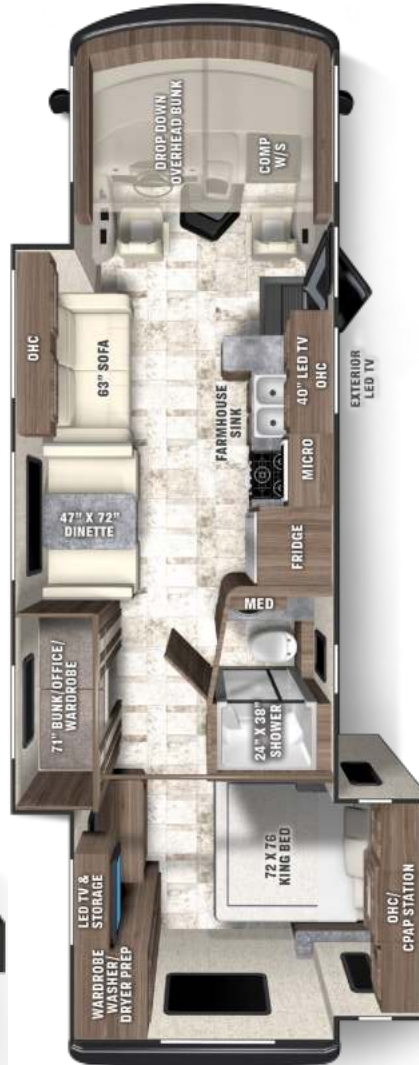 DROP DOWN
OVERHEAD BUNK
COMP
W/S
OHC
63" SOFA
40" LED TV
OHC
EXTERIOR
LED TV
FARMHOUSE
SINK
MICRO
47" X 72"
DINETTE
FRIDGE
MED
71" BUNK/OFFICE/
WARDROBE
24" X 38"
SHOWER
LED TV &
STORAGE
72 X 76
KING BED
WARDROBE
WASHER/
DRYER PREP
OHC/
CPAP STATION